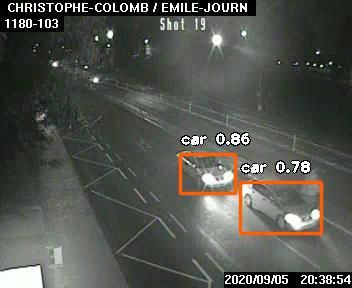 CHRISTOPHE-COLOMB / EMILE-JOURN
1180-103
Shot 19
car 0.86
car 0.78
2020/09/05 20:38:54